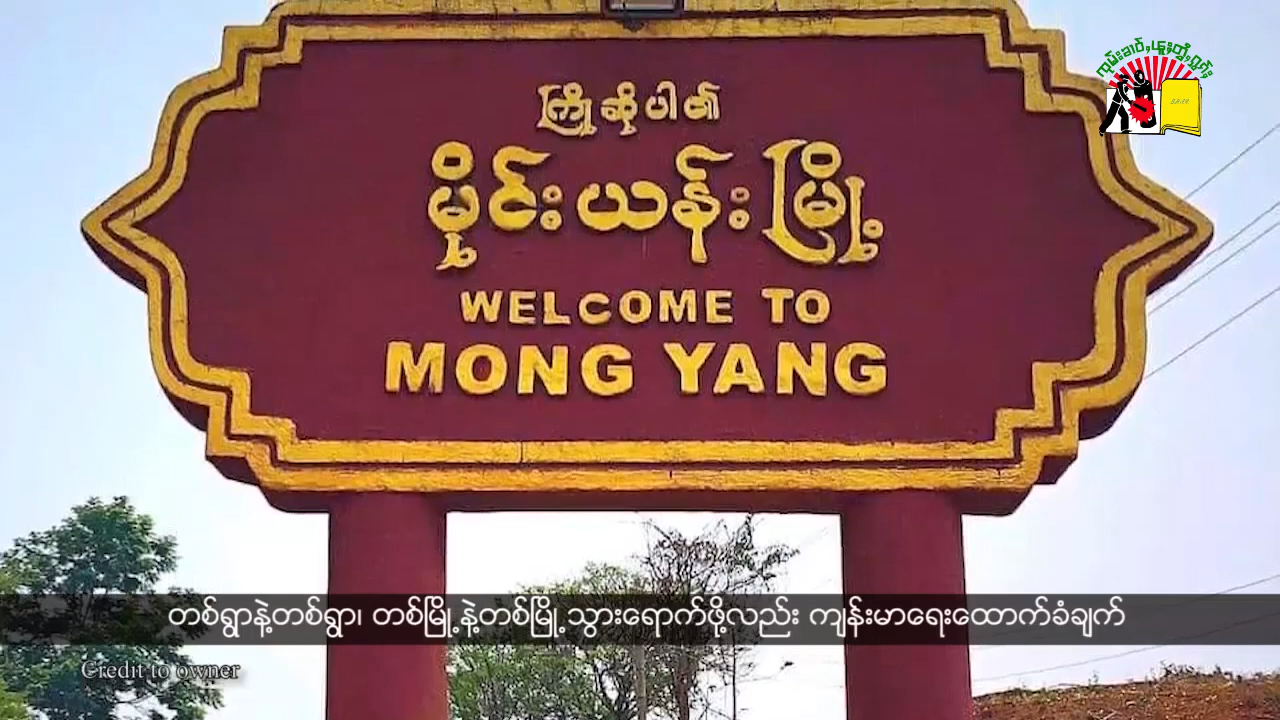 ကြိုဆိုပါ၏
မိုင်းယန်းမြို့
WELCOME TO
MONG YANG
တစ်ရွာနဲ့တစ်ရွာ၊ တစ်မြို့နဲ့တစ်မြို့သွားရောက်ဖို့လည်း ကျန်းမာရေးထောက်ခံချက်
Credit to owner